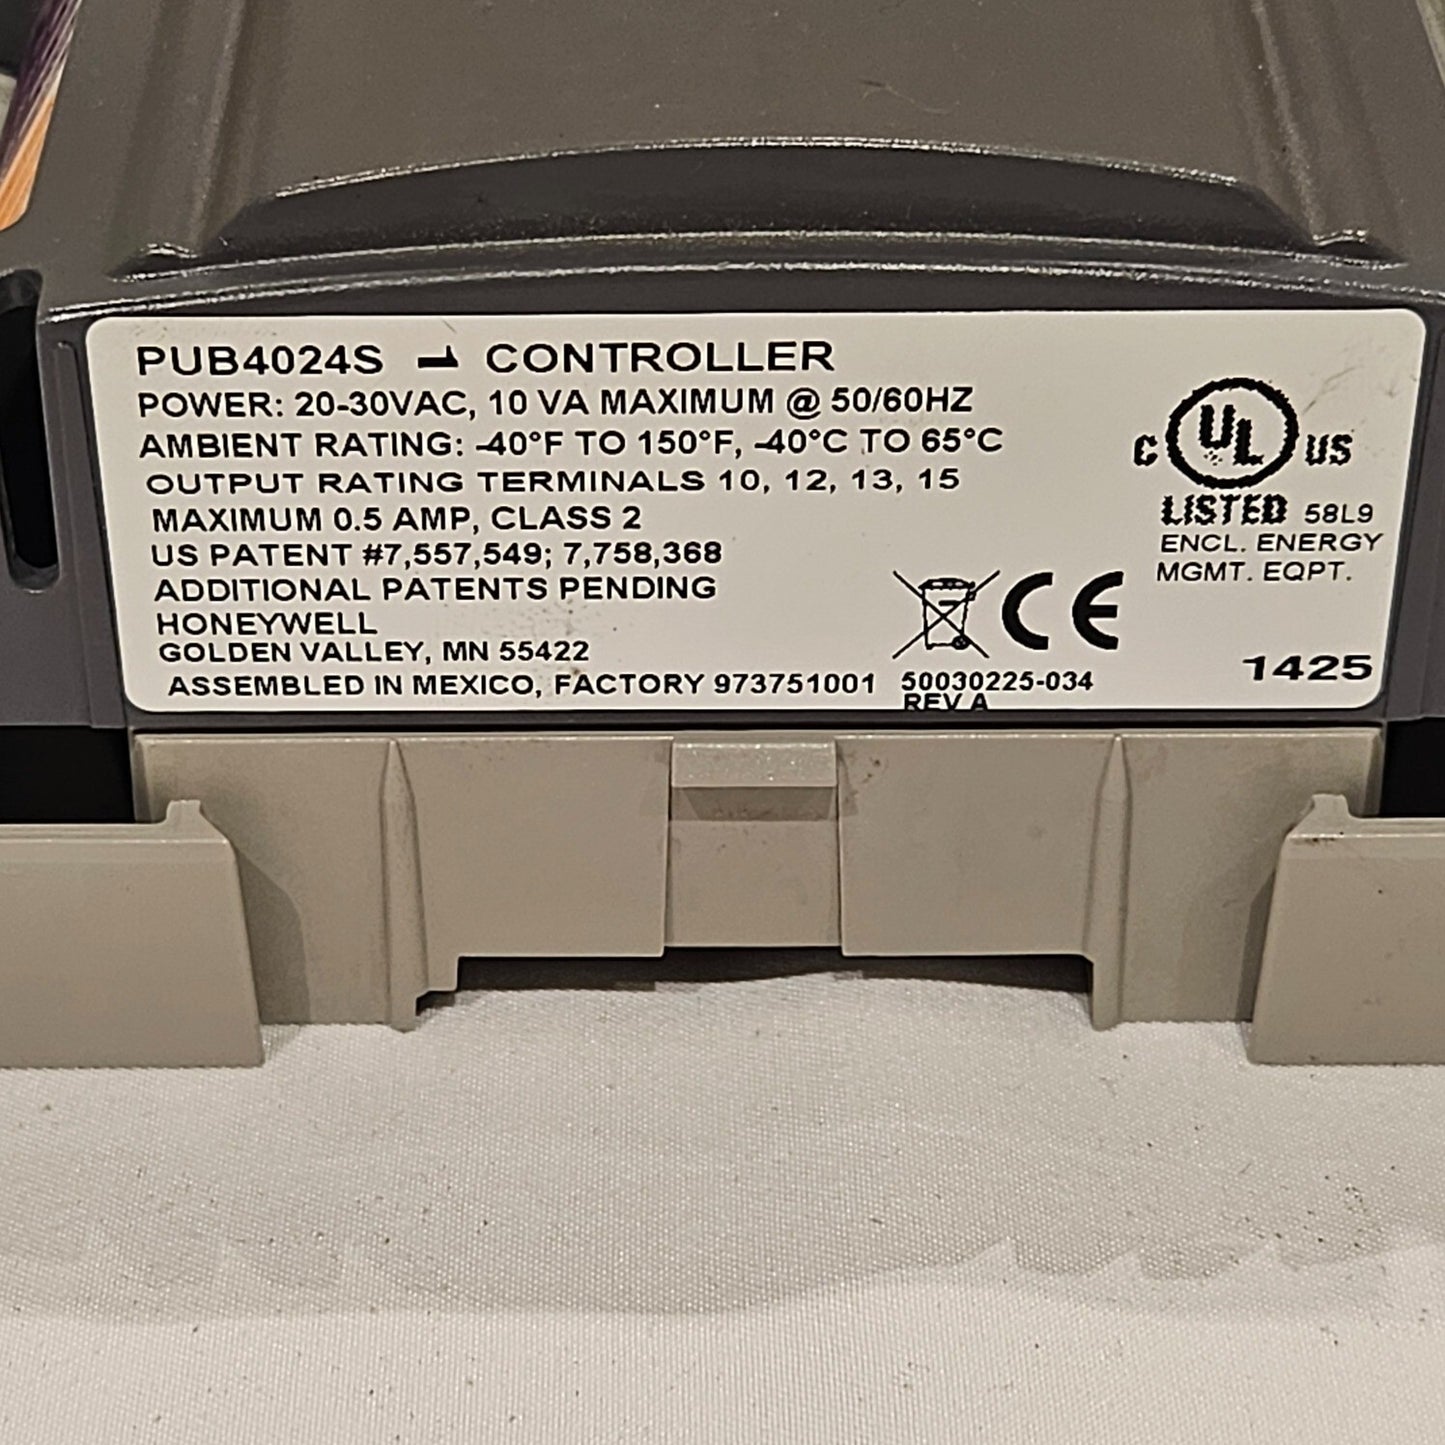 PUB4024S 1 CONTROLLER
POWER: 20-30VAC, 10 VA MAXIMUM @ 50/60HZ
AMBIENT RATING: -40°F TO 150°F, -40°C TO 65°C
OUTPUT RATING TERMINALS 10, 12, 13, 15
MAXIMUM 0.5 AMP, CLASS 2
US PATENT #7,557,549; 7,758,368
ADDITIONAL PATENTS PENDING
HONEYWELL
GOLDEN VALLEY, MN 55422
ASSEMBLED IN MEXICO, FACTORY 973751001
50030225-034
REV A
CE
C UL US
LISTED 58L9
ENCL. ENERGY
MGMT. EQPT.
1425